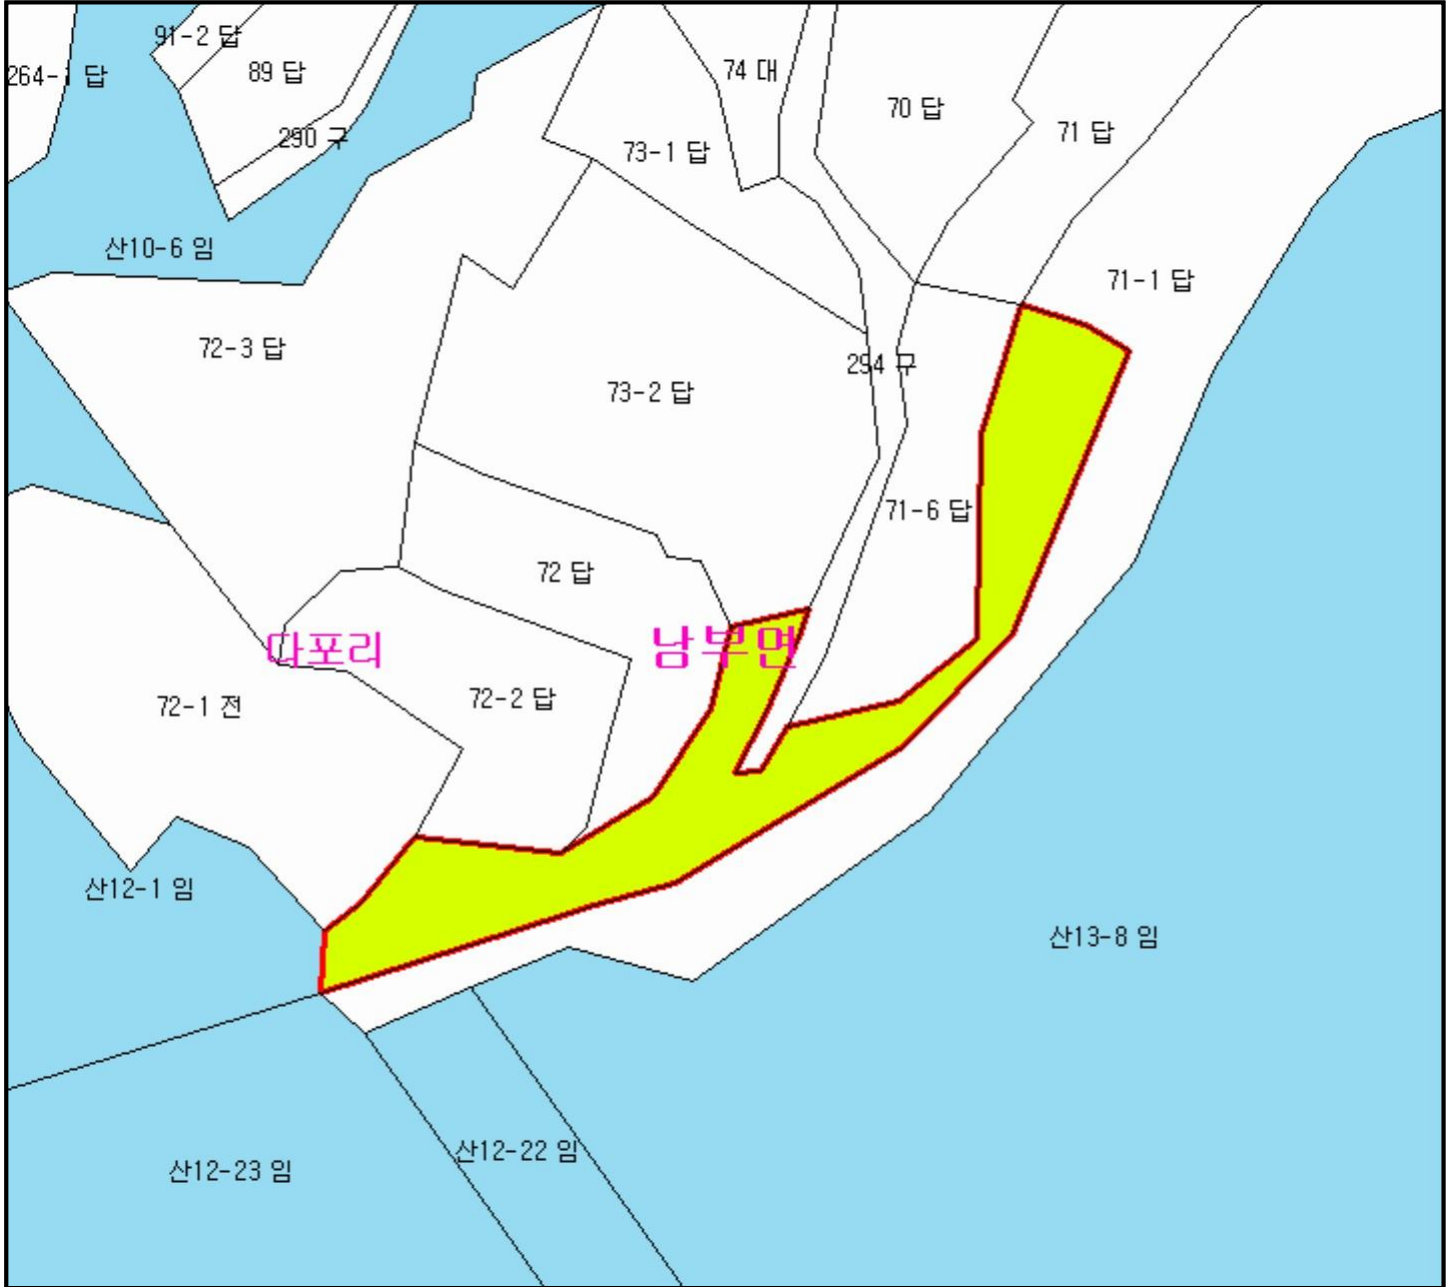 91-2 답
264-1 답
89 답
74 대
70 답
71 답
290 구
73-1 답
산10-6 임
71-1 답
72-3 답
294 구
73-2 답
71-6 답
72 답
다포리
남부면
72-2 답
72-1 전
산12-1 임
산13-8 임
산12-22 임
산12-23 임